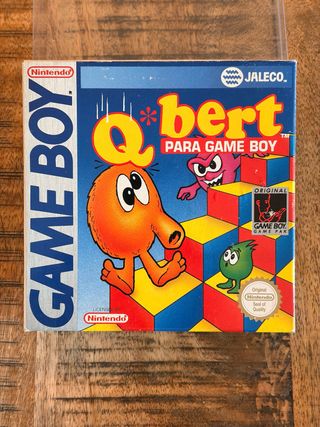 Nintendo
GAME BOY
JALECO
Q*bert
TM
PARA GAME BOY
ORIGINAL
Nintendo
GAME BOY
GAME PAK
Original
Nintendo
Seal of
Quality
Nintendo